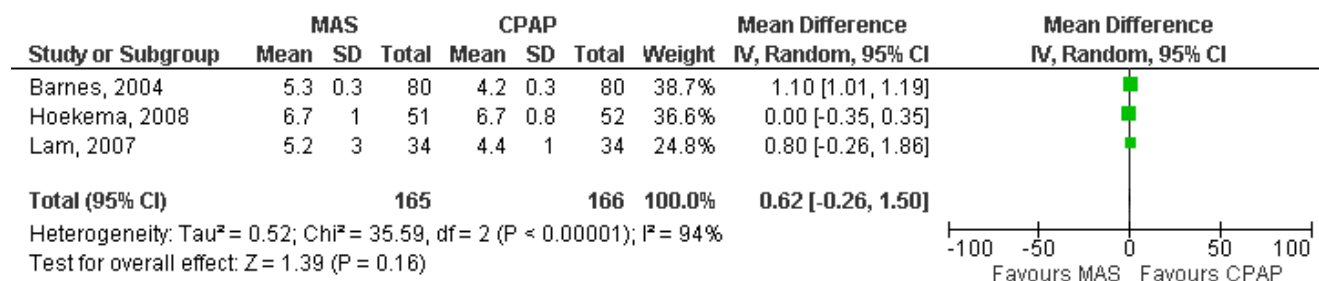 MAS CPAP Mean Difference Mean Difference
Study or Subgroup Mean SD Total Mean SD Total Weight IV, Random, 95% CI IV, Random, 95% CI
Barnes, 2004 5.3 0.3 80 4.2 0.3 80 38.7% 1.10 [1.01, 1.19]
Hoekema, 2008 6.7 1 51 6.7 0.8 52 36.6% 0.00 [-0.35, 0.35]
Lam, 2007 5.2 3 34 4.4 1 34 24.8% 0.80 [-0.26, 1.86]
Total (95% CI) 165 166 100.0% 0.62 [-0.26, 1.50]
Heterogeneity: Tau² = 0.52; Chi² = 35.59, df = 2 (P < 0.00001); I² = 94%
Test for overall effect: Z = 1.39 (P = 0.16)
-100 -50 0 50 100
Favours MAS Favours CPAP